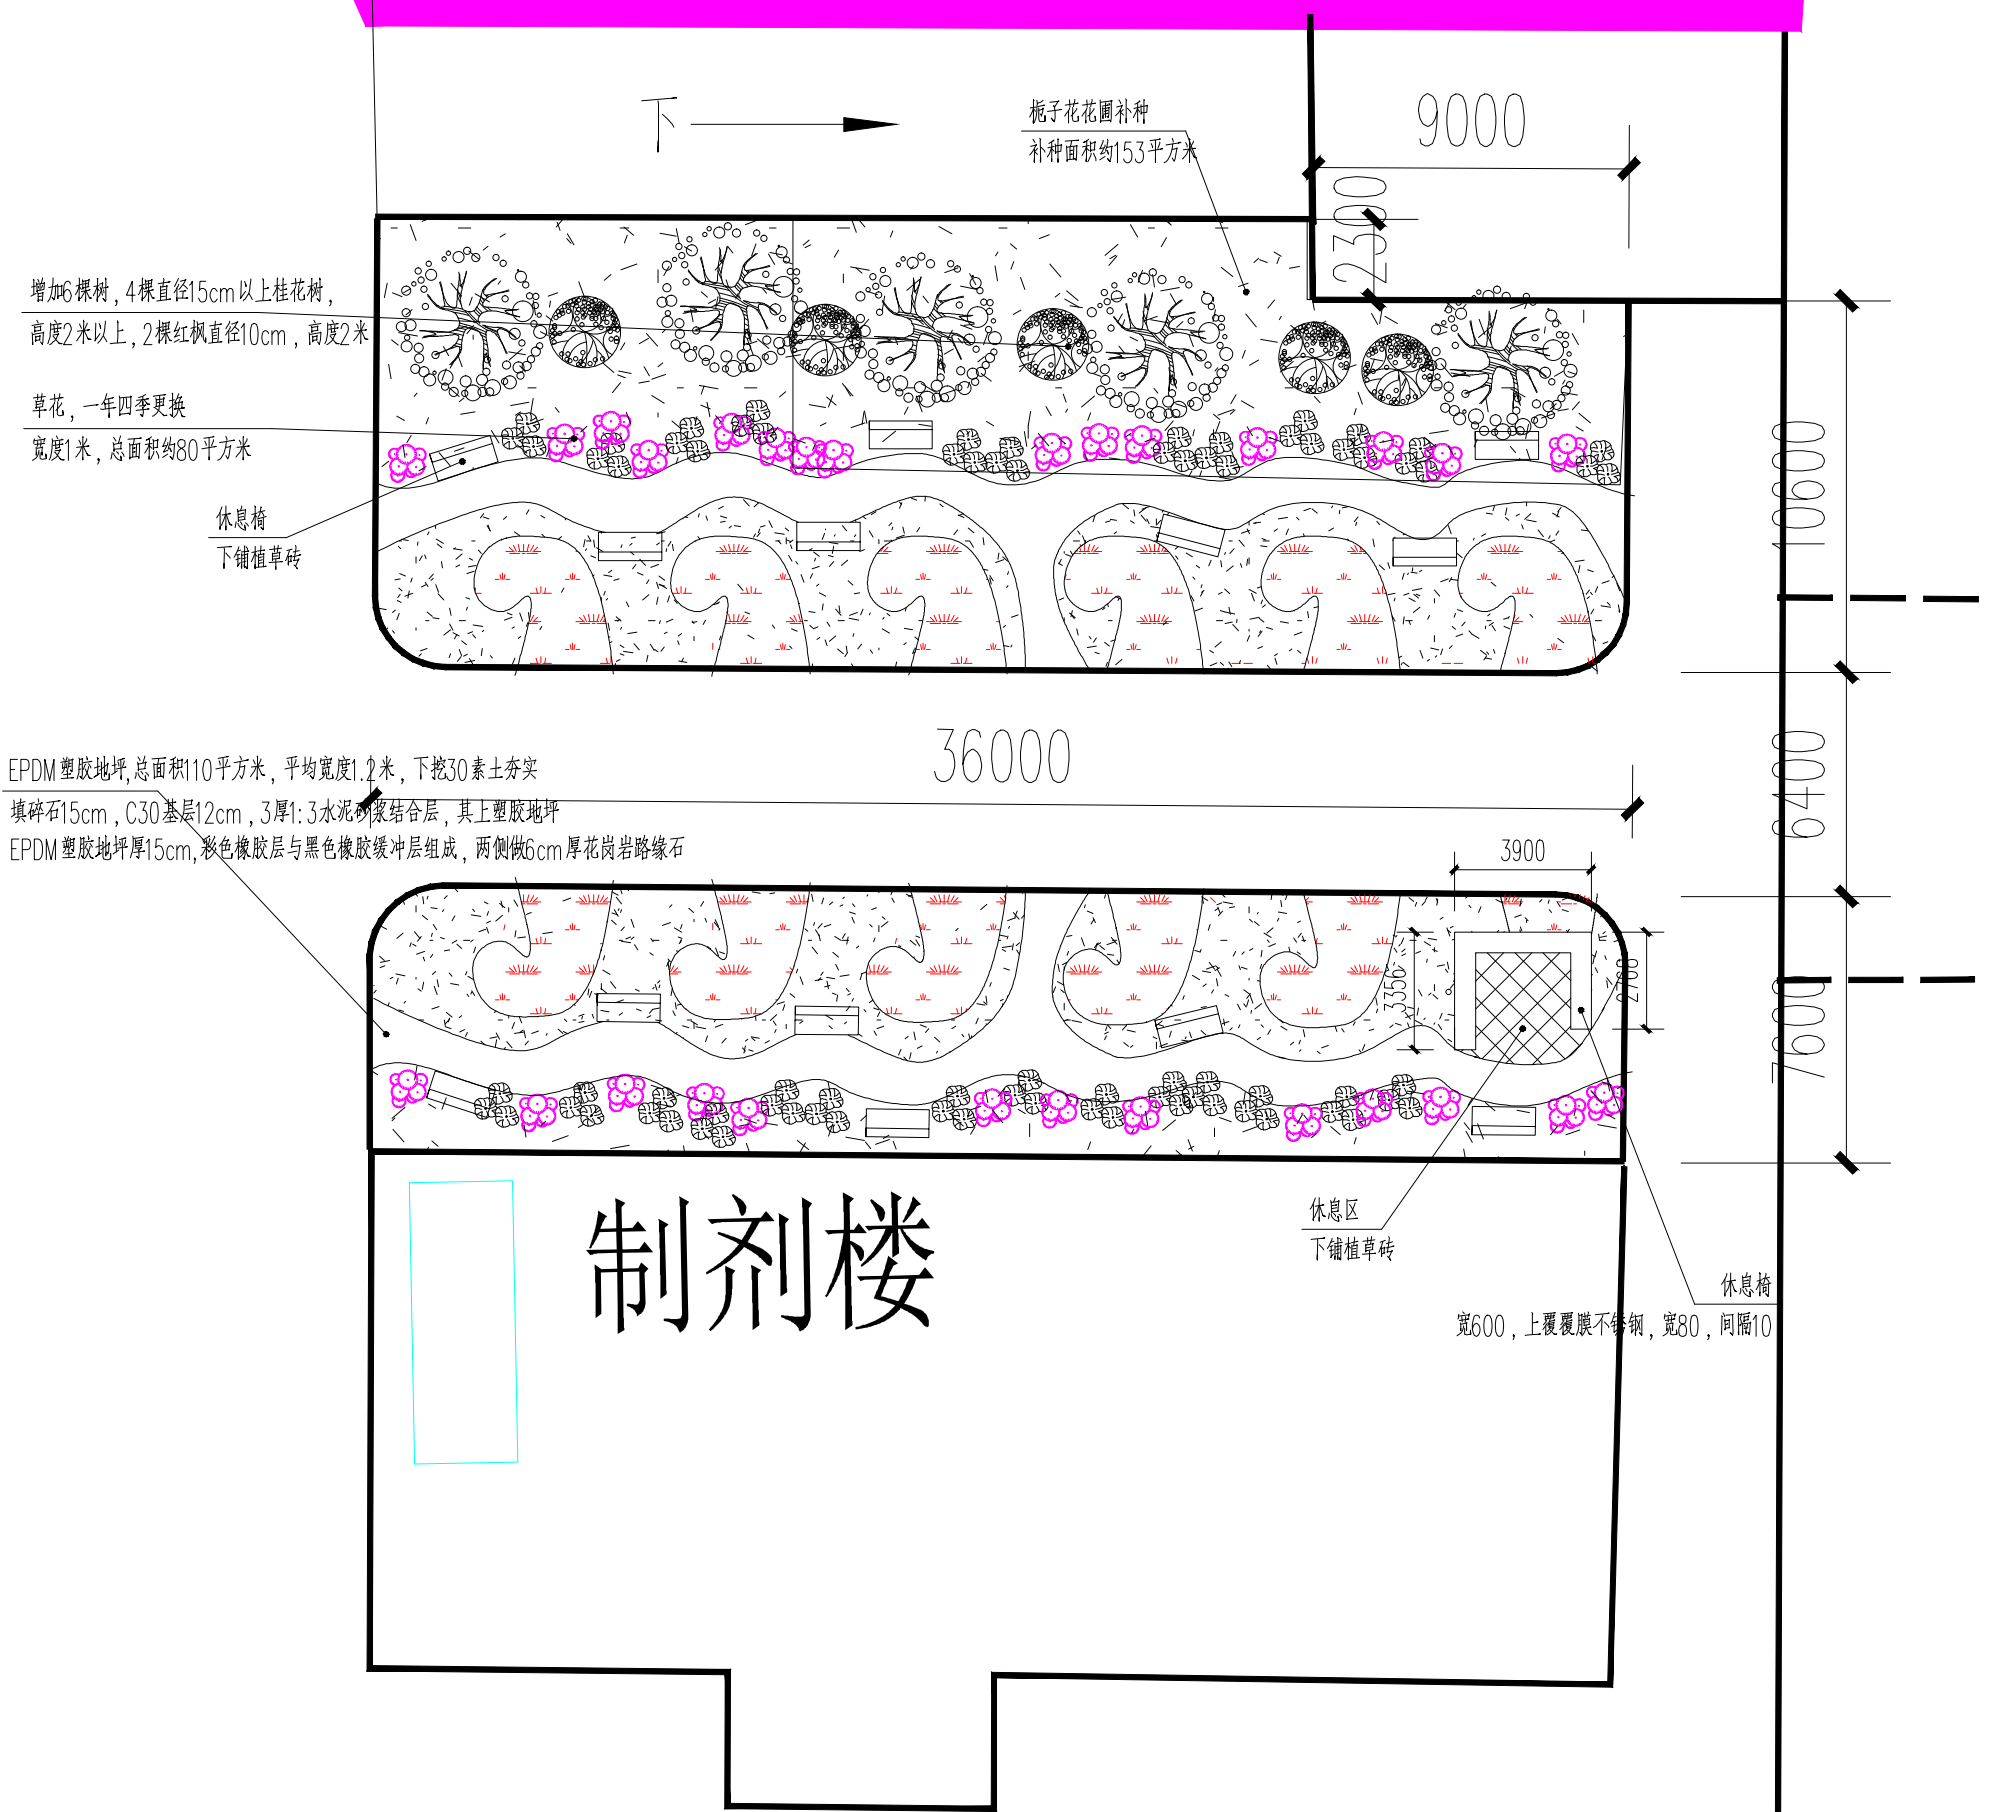 下
栀子花花圃补种
补种面积约153平方米
9000
2300
增加6棵树，4棵直径15cm以上桂花树，
高度2米以上，2棵红枫直径10cm，高度2米
草花，一年四季更换
宽度1米，总面积约80平方米
休息椅
下铺植草砖
10600
36000
6400
EPDM塑胶地坪,总面积110平方米，平均宽度1.2米，下挖30素土夯实
填碎石15cm，C30基层12cm，3厚1:3水泥砂浆结合层，其上塑胶地坪
EPDM塑胶地坪厚15cm,彩色橡胶层与黑色橡胶缓冲层组成，两侧做6cm厚花岗岩路缘石
3900
3350
2760
7600
制剂楼
休息区
下铺植草砖
休息椅
宽600，上覆覆膜不锈钢，宽80，间隔10